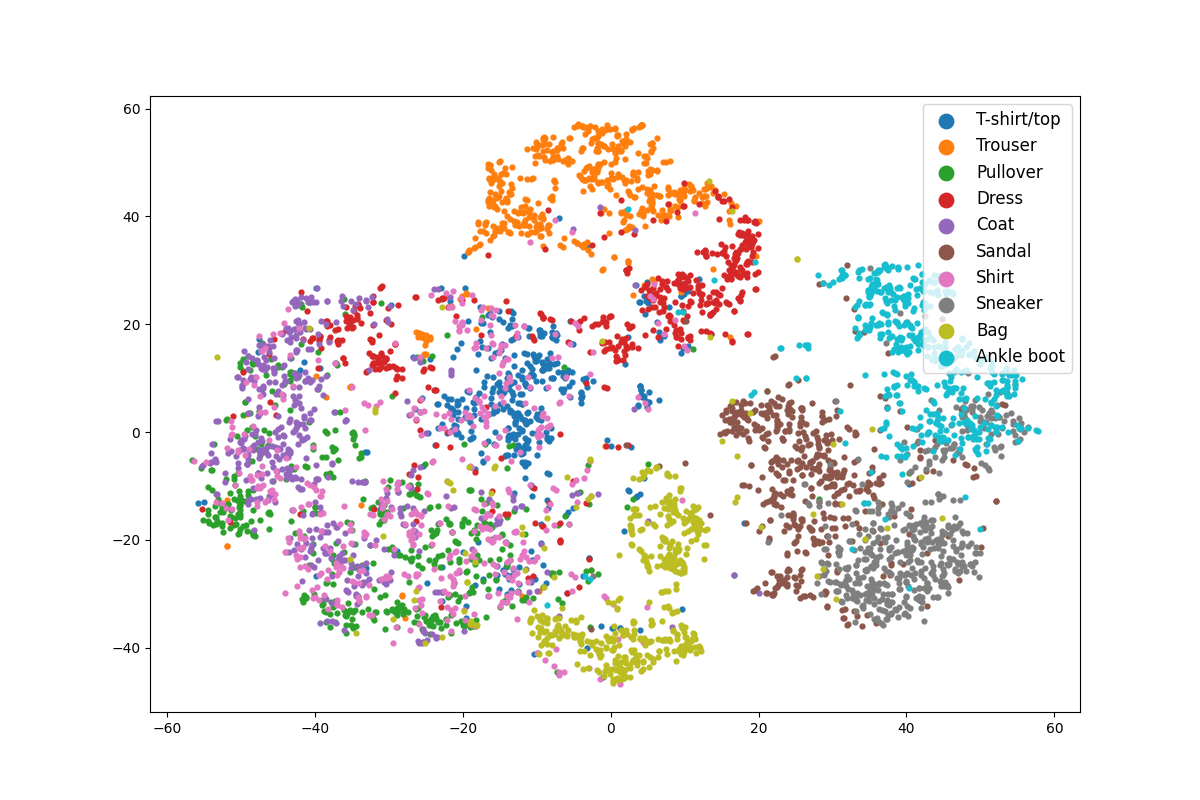 60
40
20
0
−20
−40
−60
−40
−20
0
20
40
60
T-shirt/top
Trouser
Pullover
Dress
Coat
Sandal
Shirt
Sneaker
Bag
Ankle boot